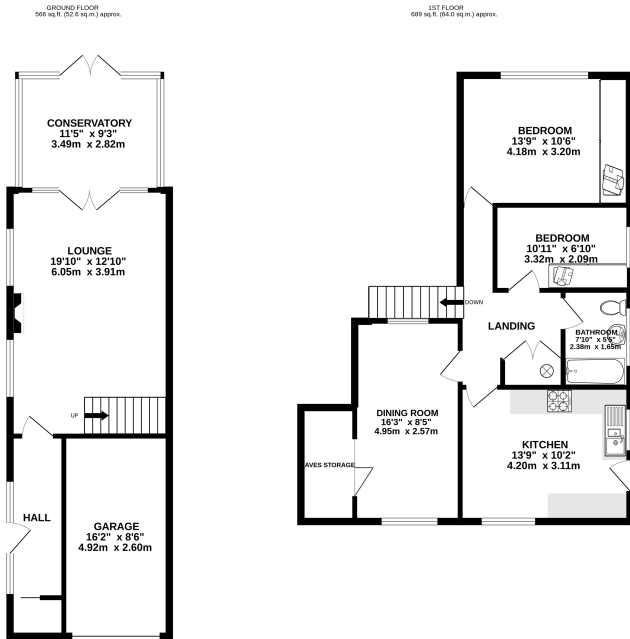 GROUND FLOOR
566 sq.ft. (52.6 sq.m.) approx.
CONSERVATORY
11'5" x 9'3"
3.49m x 2.82m
LOUNGE
19'10" x 12'10"
6.05m x 3.91m
UP
HALL
GARAGE
16'2" x 8'6"
4.92m x 2.60m
1ST FLOOR
689 sq.ft. (64.0 sq.m.) approx.
BEDROOM
13'9" x 10'6"
4.18m x 3.20m
BEDROOM
10'11" x 6'10"
3.32m x 2.09m
DOWN
LANDING
BATHROOM
7'10" x 5'5"
2.38m x 1.65m
DINING ROOM
16'3" x 8'5"
4.95m x 2.57m
AVES STORAGE
KITCHEN
13'9" x 10'2"
4.20m x 3.11m